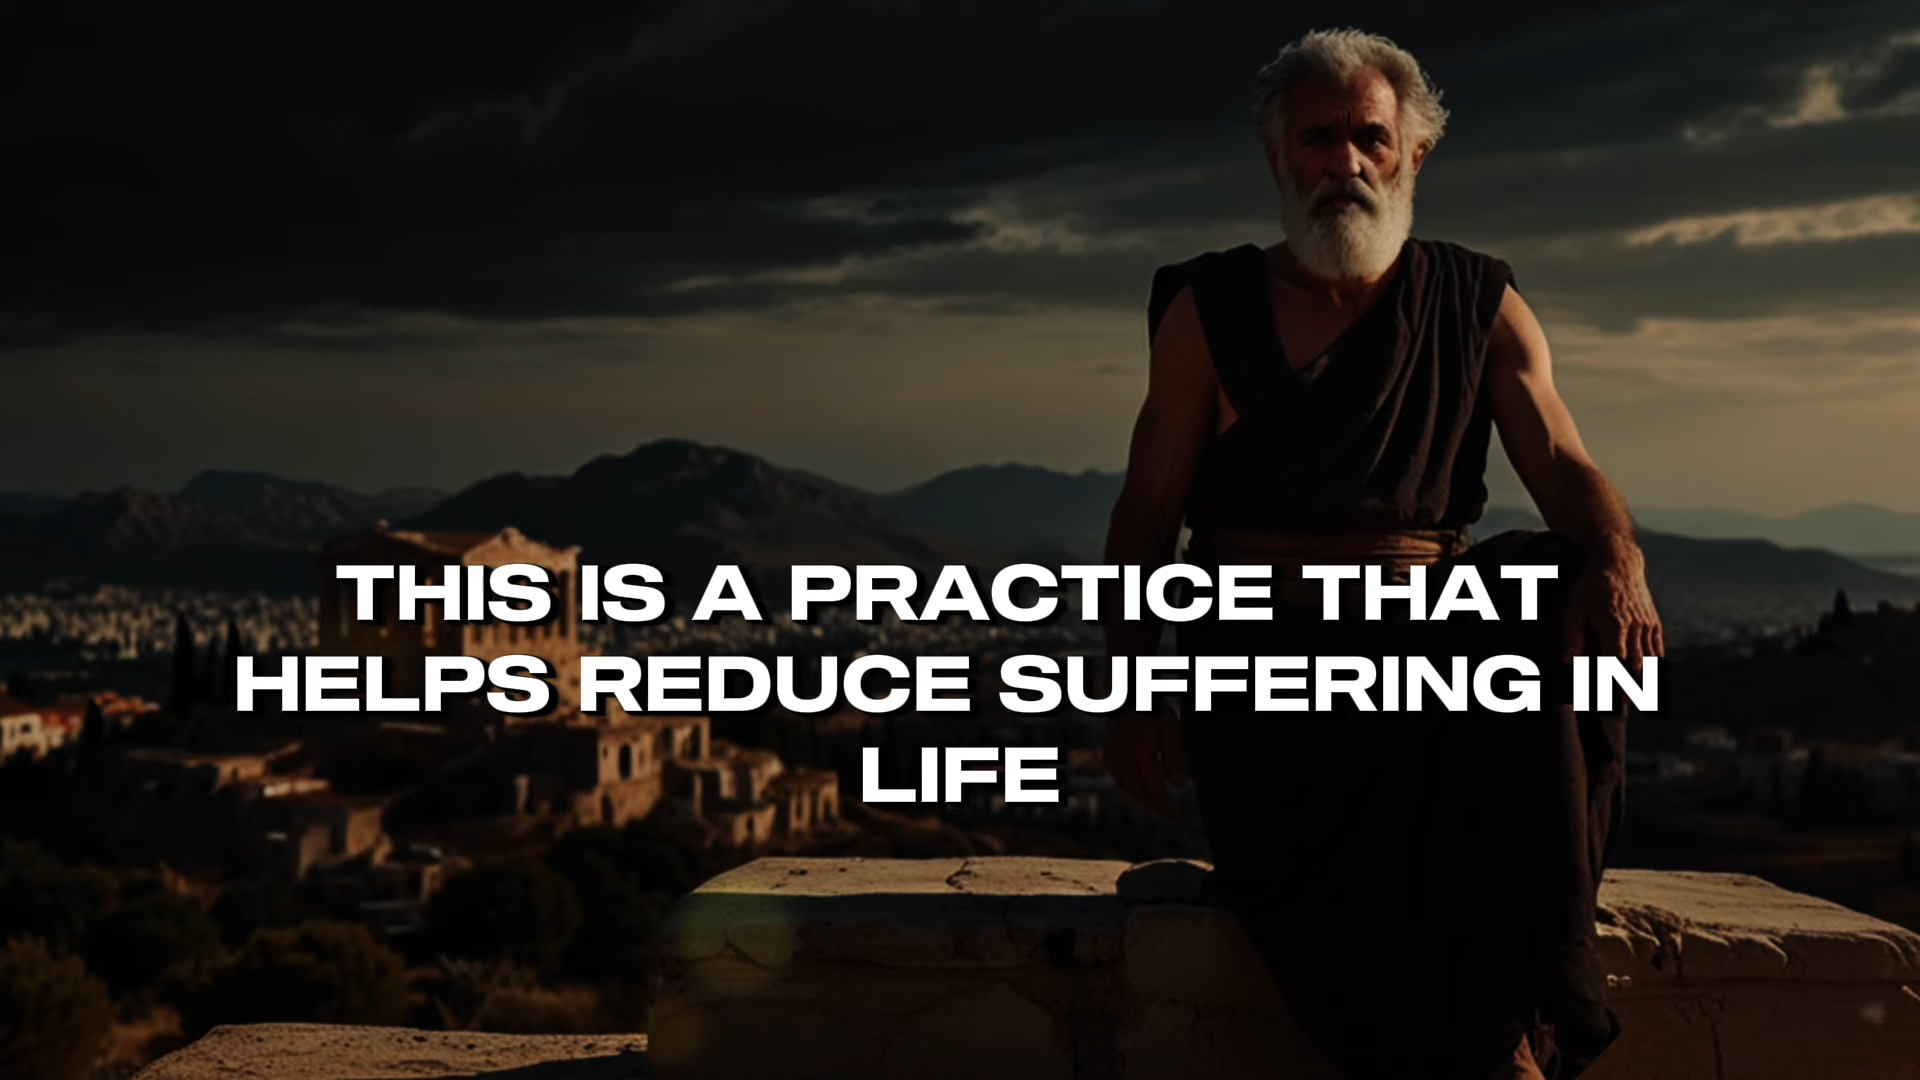 THIS IS A PRACTICE THAT
HELPS REDUCE SUFFERING IN
LIFE